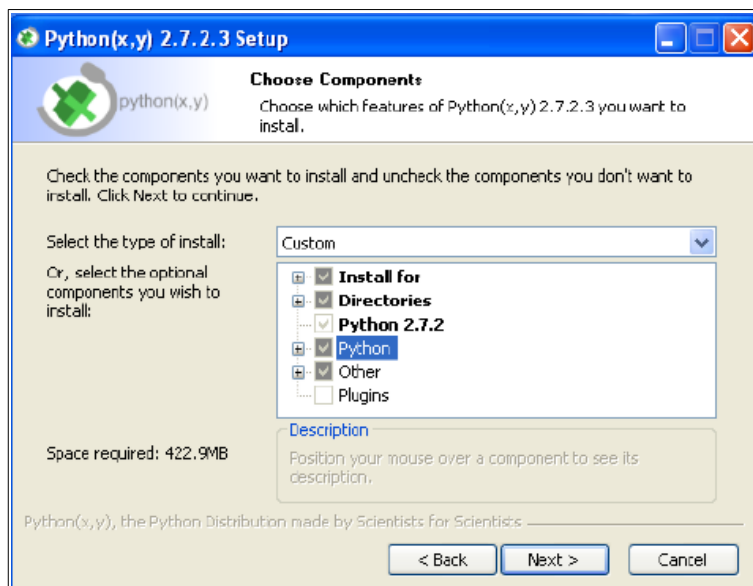 Python(x,y) 2.7.2.3 Setup
python(x,y)
Choose Components
Choose which features of Python(x,y) 2.7.2.3 you want to
install.
Check the components you want to install and uncheck the components you don't want to
install. Click Next to continue.
Select the type of install:
Custom
Or, select the optional
components you wish to
install:
Install for
Directories
Python 2.7.2
Python
Other
Plugins
Space required: 422.9MB
Description
Position your mouse over a component to see its
description.
Python(x,y), the Python Distribution made by Scientists for Scientists
< Back
Next >
Cancel